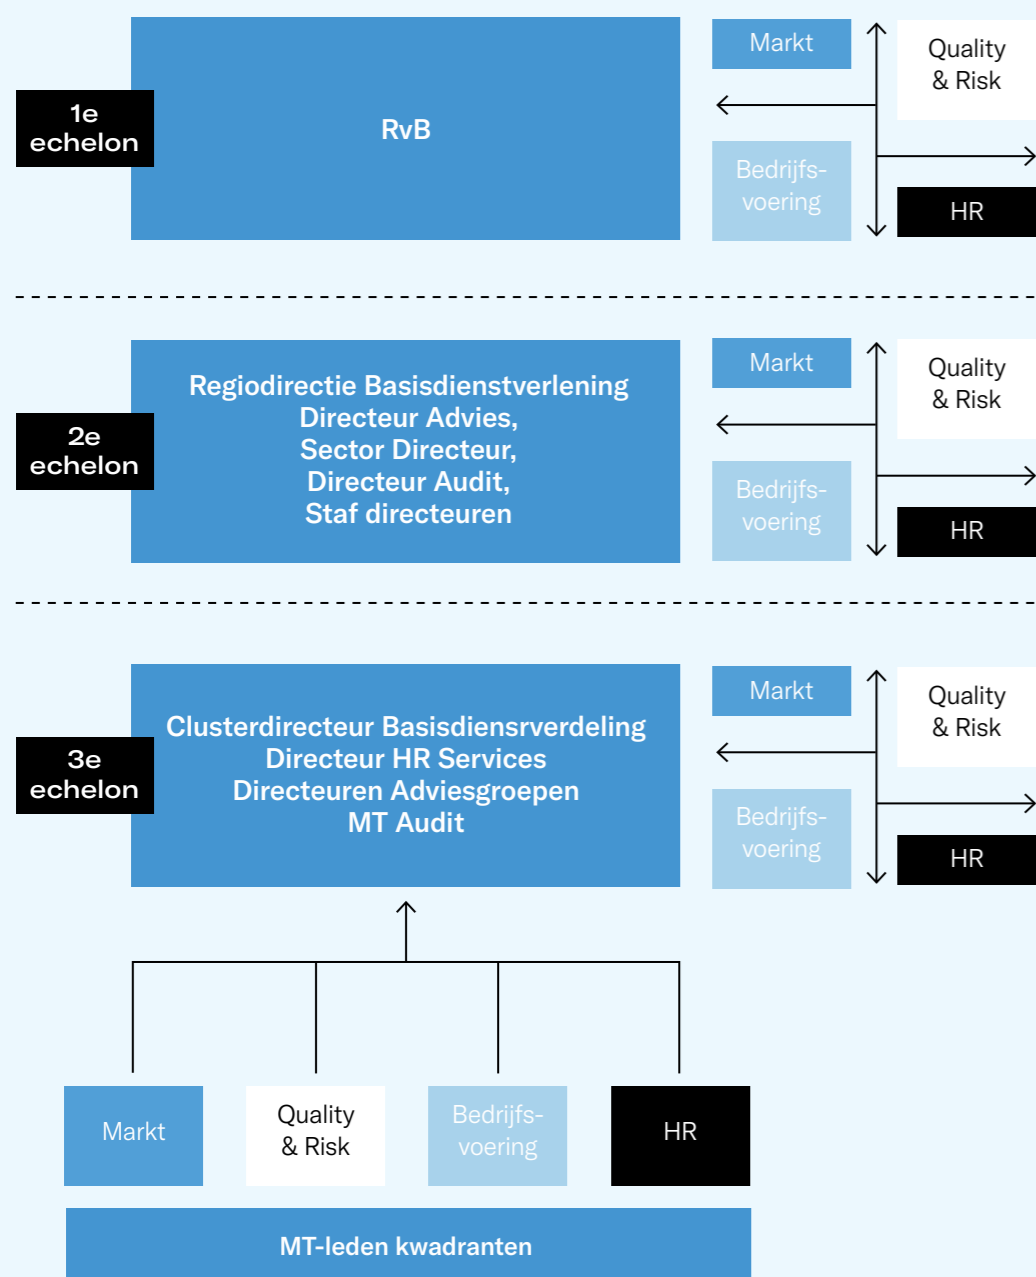 1e
echelon
RvB
Markt
Quality
& Risk
Bedrijfs-
voering
HR
2e
echelon
Regiodirectie Basisdienstverlening
Directeur Advies,
Sector Directeur,
Directeur Audit,
Staf directeuren
Markt
Quality
& Risk
Bedrijfs-
voering
HR
3e
echelon
Clusterdirecteur Basisdiensrverdeling
Directeur HR Services
Directeuren Adviesgroepen
MT Audit
Markt
Quality
& Risk
Bedrijfs-
voering
HR
Markt
Quality
& Risk
Bedrijfs-
voering
HR
MT-leden kwadranten